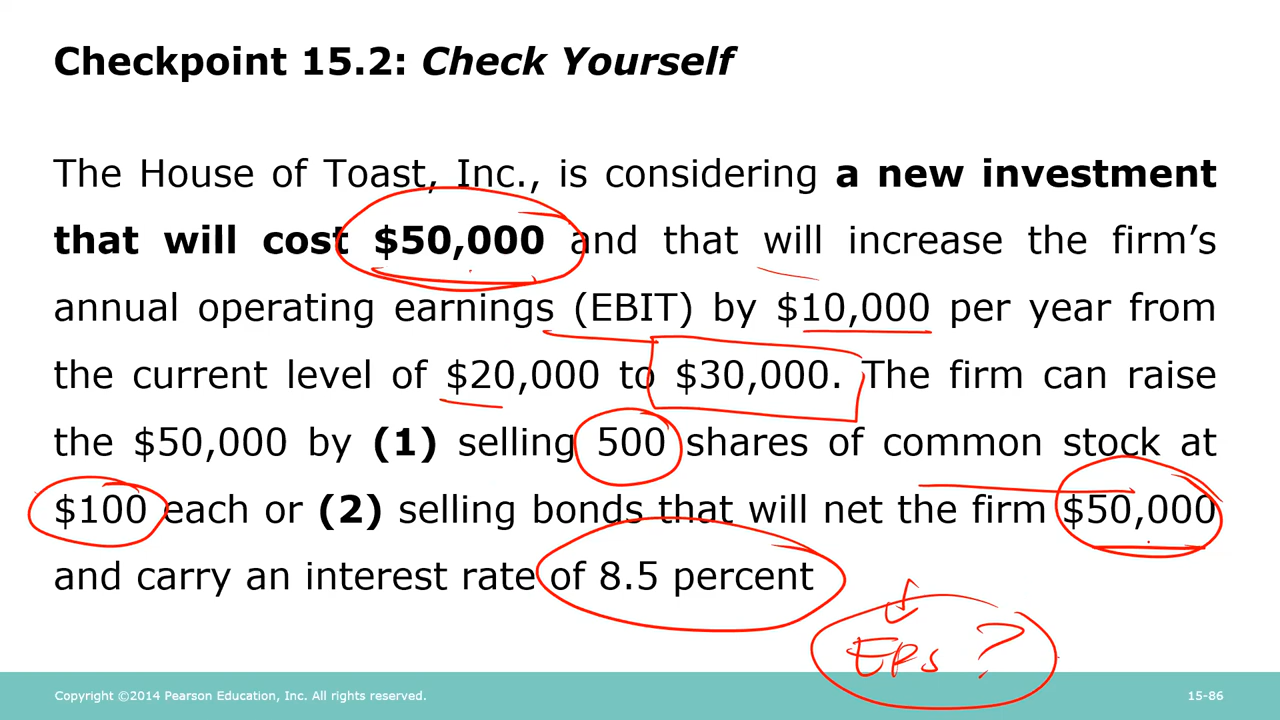 Checkpoint 15.2: Check Yourself
The House of Toast, Inc., is considering a new investment
that will cost $50,000 and that will increase the firm's
annual operating earnings (EBIT) by $10,000 per year from
the current level of $20,000 to $30,000. The firm can raise
the $50,000 by (1) selling 500 shares of common stock at
$100 each or (2) selling bonds that will net the firm $50,000
and carry an interest rate of 8.5 percent
EPS ?
Copyright ©2014 Pearson Education, Inc. All rights reserved.
15-86